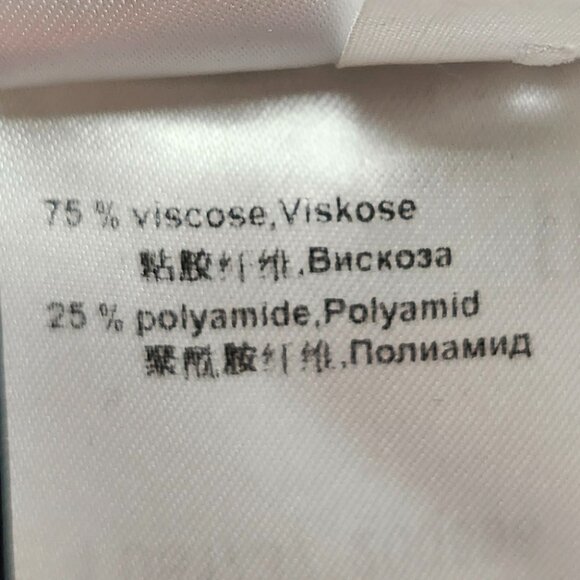 75 % viscose,Viskose
粘胶纤维,Вискоза
25 % polyamide,Polyamid
聚酰胺纤维,Полиамид